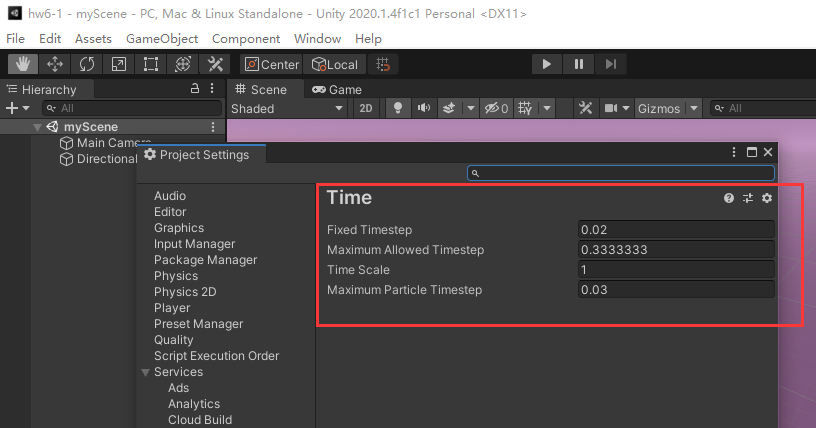 hw6-1 - myScene - PC, Mac & Linux Standalone - Unity 2020.1.4f1c1 Personal <DX11>
File Edit Assets GameObject Component Window Help
Center Local
Hierarchy
All
myScene
Main Camera
Directional
Scene Game
Shaded 2D 0 Gizmos All
Project Settings
Audio
Editor
Graphics
Input Manager
Package Manager
Physics
Physics 2D
Player
Preset Manager
Quality
Script Execution Order
Services
Ads
Analytics
Cloud Build
Time
Fixed Timestep 0.02
Maximum Allowed Timestep 0.3333333
Time Scale 1
Maximum Particle Timestep 0.03